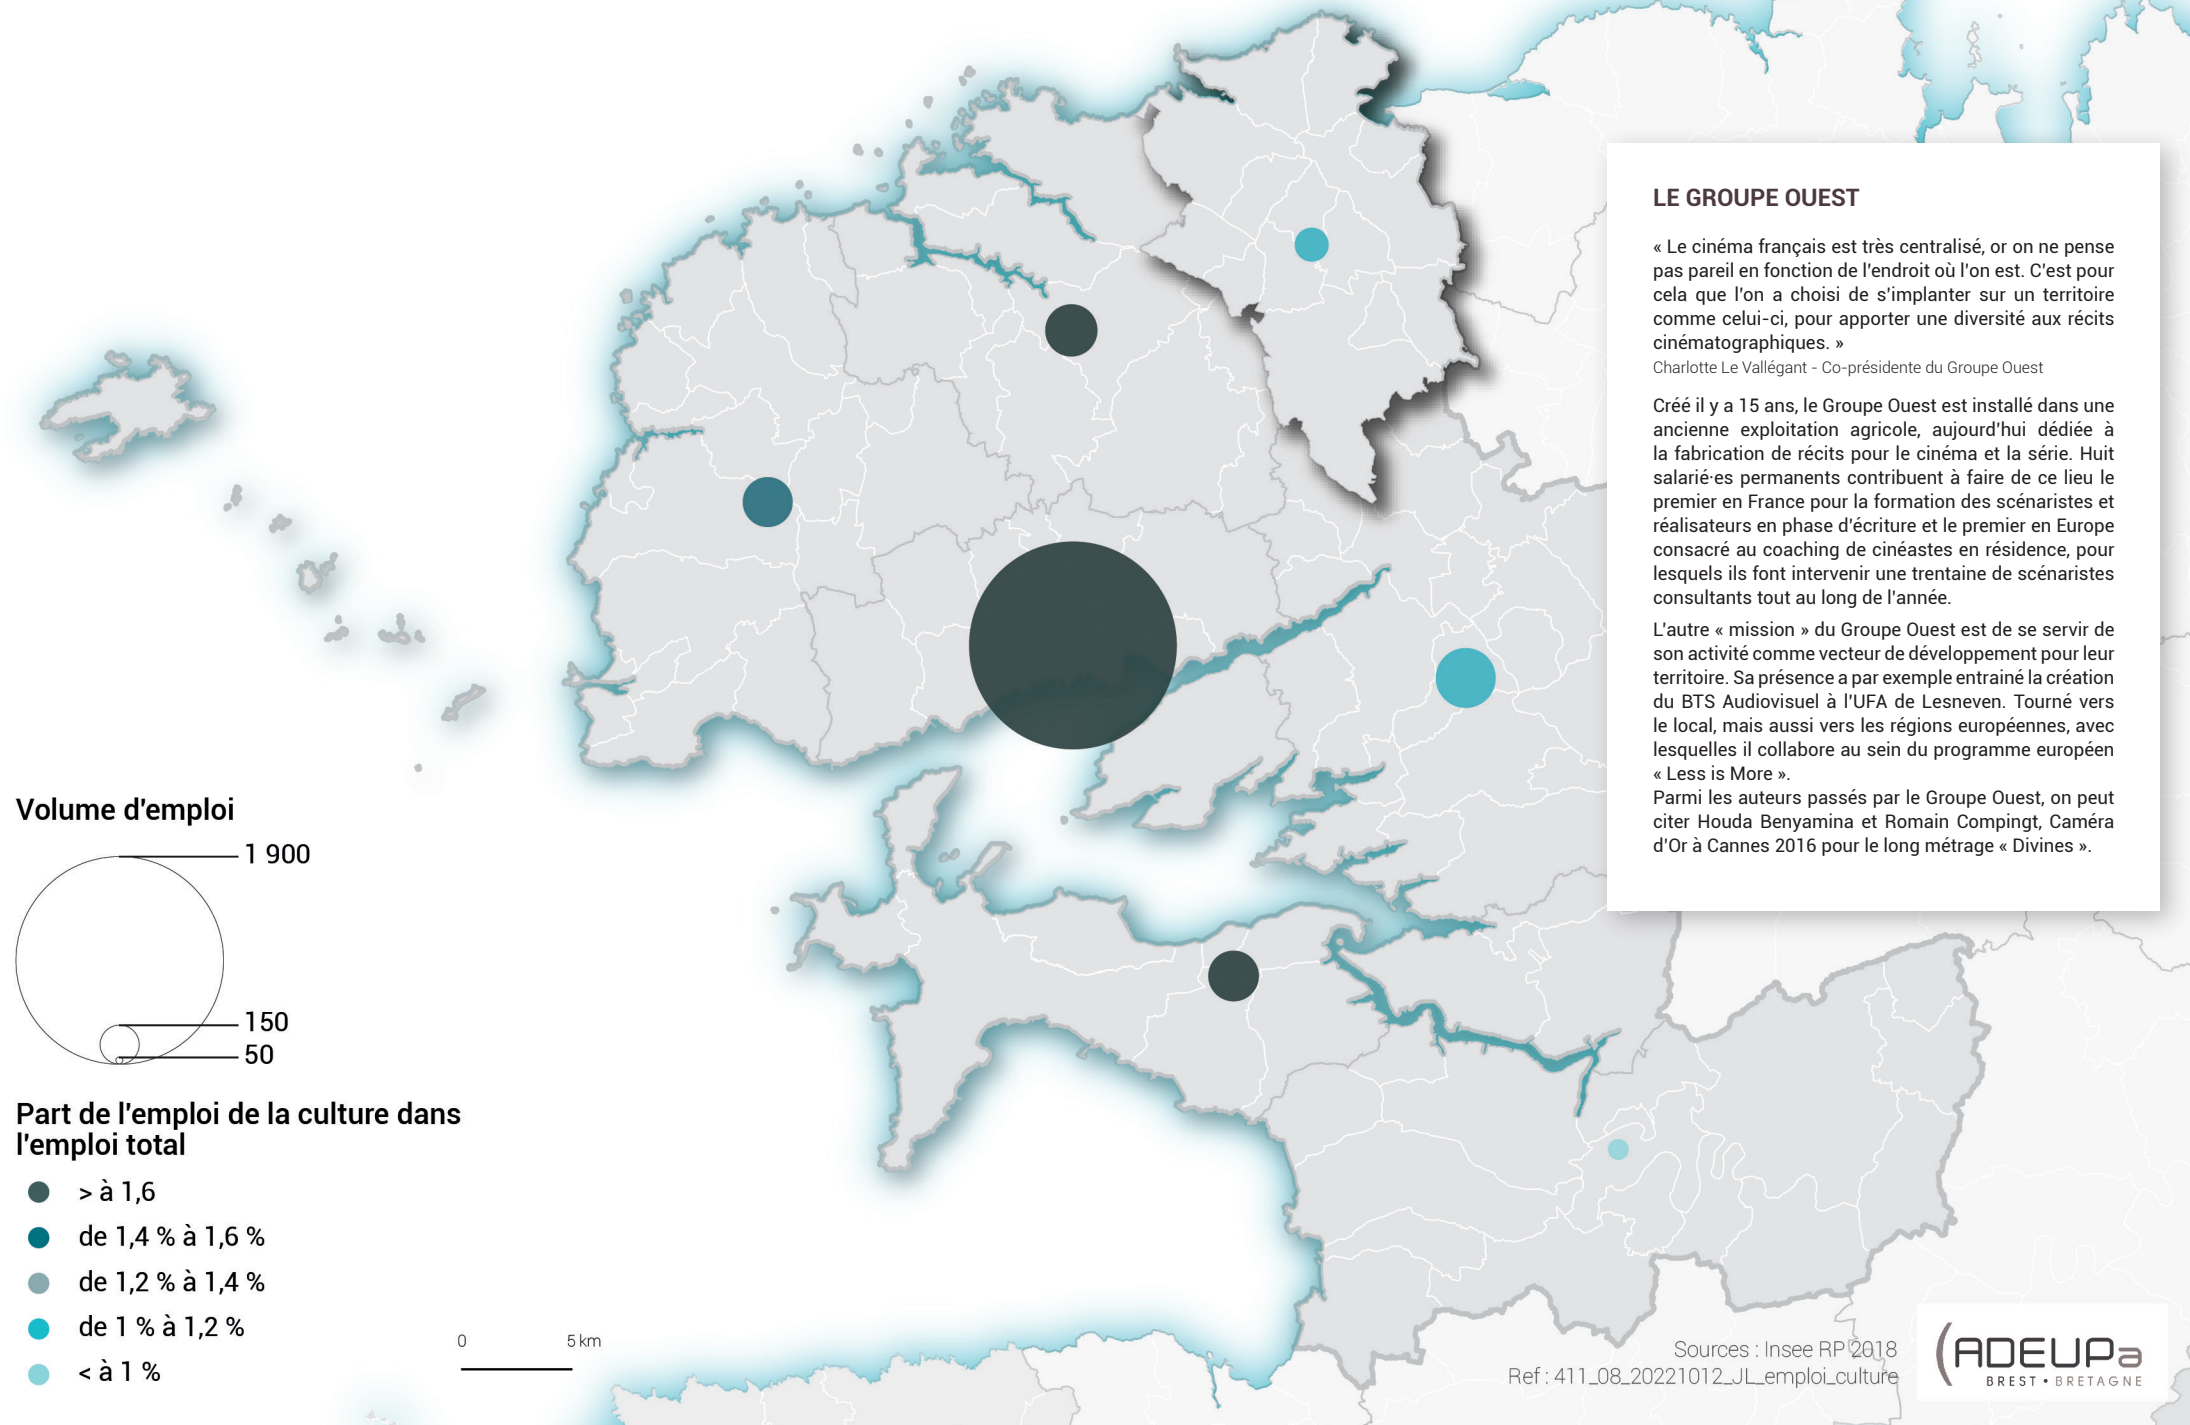 LE GROUPE OUEST
« Le cinéma français est très centralisé, or on ne pense
pas pareil en fonction de l'endroit où l'on est. C'est pour
cela que l'on a choisi de s'implanter sur un territoire
comme celui-ci, pour apporter une diversité aux récits
cinématographiques. »
Charlotte Le Vallégant - Co-présidente du Groupe Ouest
Créé il y a 15 ans, le Groupe Ouest est installé dans une
ancienne exploitation agricole, aujourd'hui dédiée à
la fabrication de récits pour le cinéma et la série. Huit
salarié·es permanents contribuent à faire de ce lieu le
premier en France pour la formation des scénaristes et
réalisateurs en phase d'écriture et le premier en Europe
consacré au coaching de cinéastes en résidence, pour
lesquels ils font intervenir une trentaine de scénaristes
consultants tout au long de l'année.
L'autre « mission » du Groupe Ouest est de se servir de
son activité comme vecteur de développement pour leur
territoire. Sa présence a par exemple entrainé la création
du BTS Audiovisuel à l'UFA de Lesneven. Tourné vers
le local, mais aussi vers les régions européennes, avec
lesquelles il collabore au sein du programme européen
« Less is More ».
Parmi les auteurs passés par le Groupe Ouest, on peut
citer Houda Benyamina et Romain Compingt, Caméra
d'Or à Cannes 2016 pour le long métrage « Divines ».
Volume d'emploi
1 900
150
50
Part de l'emploi de la culture dans
l'emploi total
> à 1,6
de 1,4 % à 1,6 %
de 1,2 % à 1,4 %
de 1 % à 1,2 %
< à 1 %
0 5 km
Sources : Insee RP 2018
Ref : 411_08_20221012_JL_emploi_culture
ADEUPa
BREST • BRETAGNE